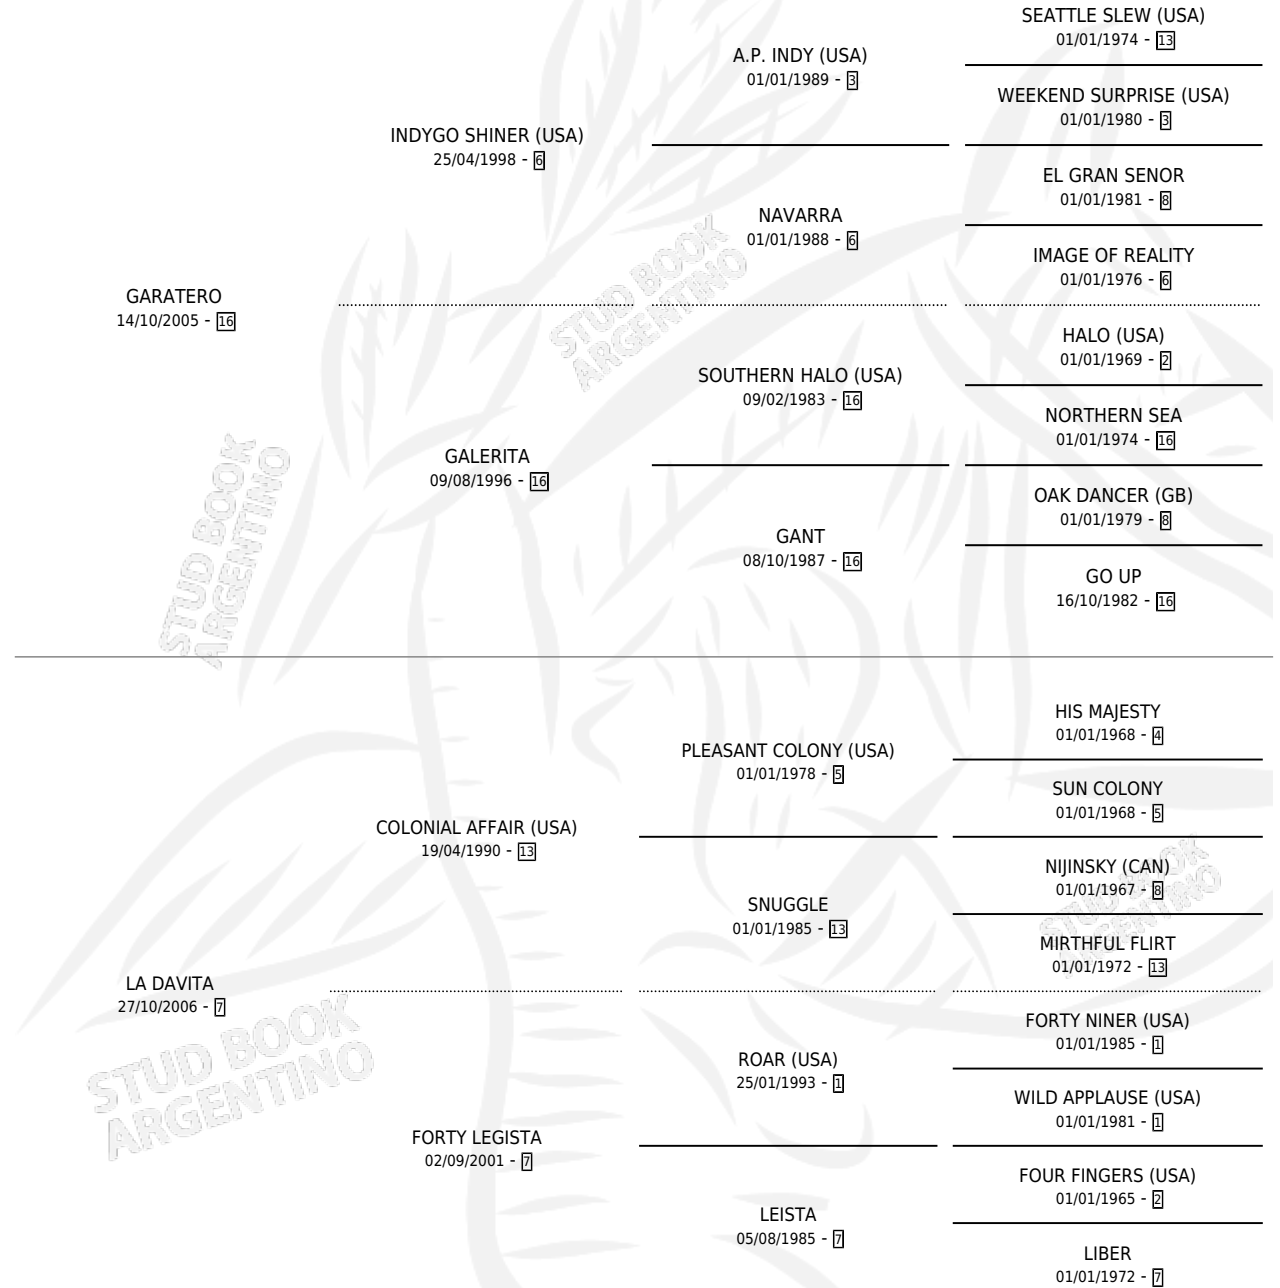 SEATTLE SLEW (USA)
01/01/1974 - 13
A.P. INDY (USA)
01/01/1989 - 3
WEEKEND SURPRISE (USA)
01/01/1980 - 3
INDYGO SHINER (USA)
25/04/1998 - 6
EL GRAN SENOR
01/01/1981 - 8
NAVARRA
01/01/1988 - 6
IMAGE OF REALITY
01/01/1976 - 6
GARATERO
14/10/2005 - 16
HALO (USA)
01/01/1969 - 2
SOUTHERN HALO (USA)
09/02/1983 - 16
NORTHERN SEA
01/01/1974 - 16
GALERITA
09/08/1996 - 16
OAK DANCER (GB)
01/01/1979 - 8
GANT
08/10/1987 - 16
GO UP
16/10/1982 - 16
HIS MAJESTY
01/01/1968 - 4
PLEASANT COLONY (USA)
01/01/1978 - 5
SUN COLONY
01/01/1968 - 5
COLONIAL AFFAIR (USA)
19/04/1990 - 13
NIJINSKY (CAN)
01/01/1967 - 8
SNUGGLE
01/01/1985 - 13
MIRTHFUL FLIRT
01/01/1972 - 13
LA DAVITA
27/10/2006 - 7
FORTY NINER (USA)
01/01/1985 - 1
ROAR (USA)
25/01/1993 - 1
WILD APPLAUSE (USA)
01/01/1981 - 1
FORTY LEGISTA
02/09/2001 - 7
FOUR FINGERS (USA)
01/01/1965 - 2
LEISTA
05/08/1985 - 7
LIBER
01/01/1972 - 7
STUD BOOK
ARGENTINO
STUD BOOK
ARGENTINO
STUD BOOK
ARGENTINO
STUD BOOK
ARGENTINO